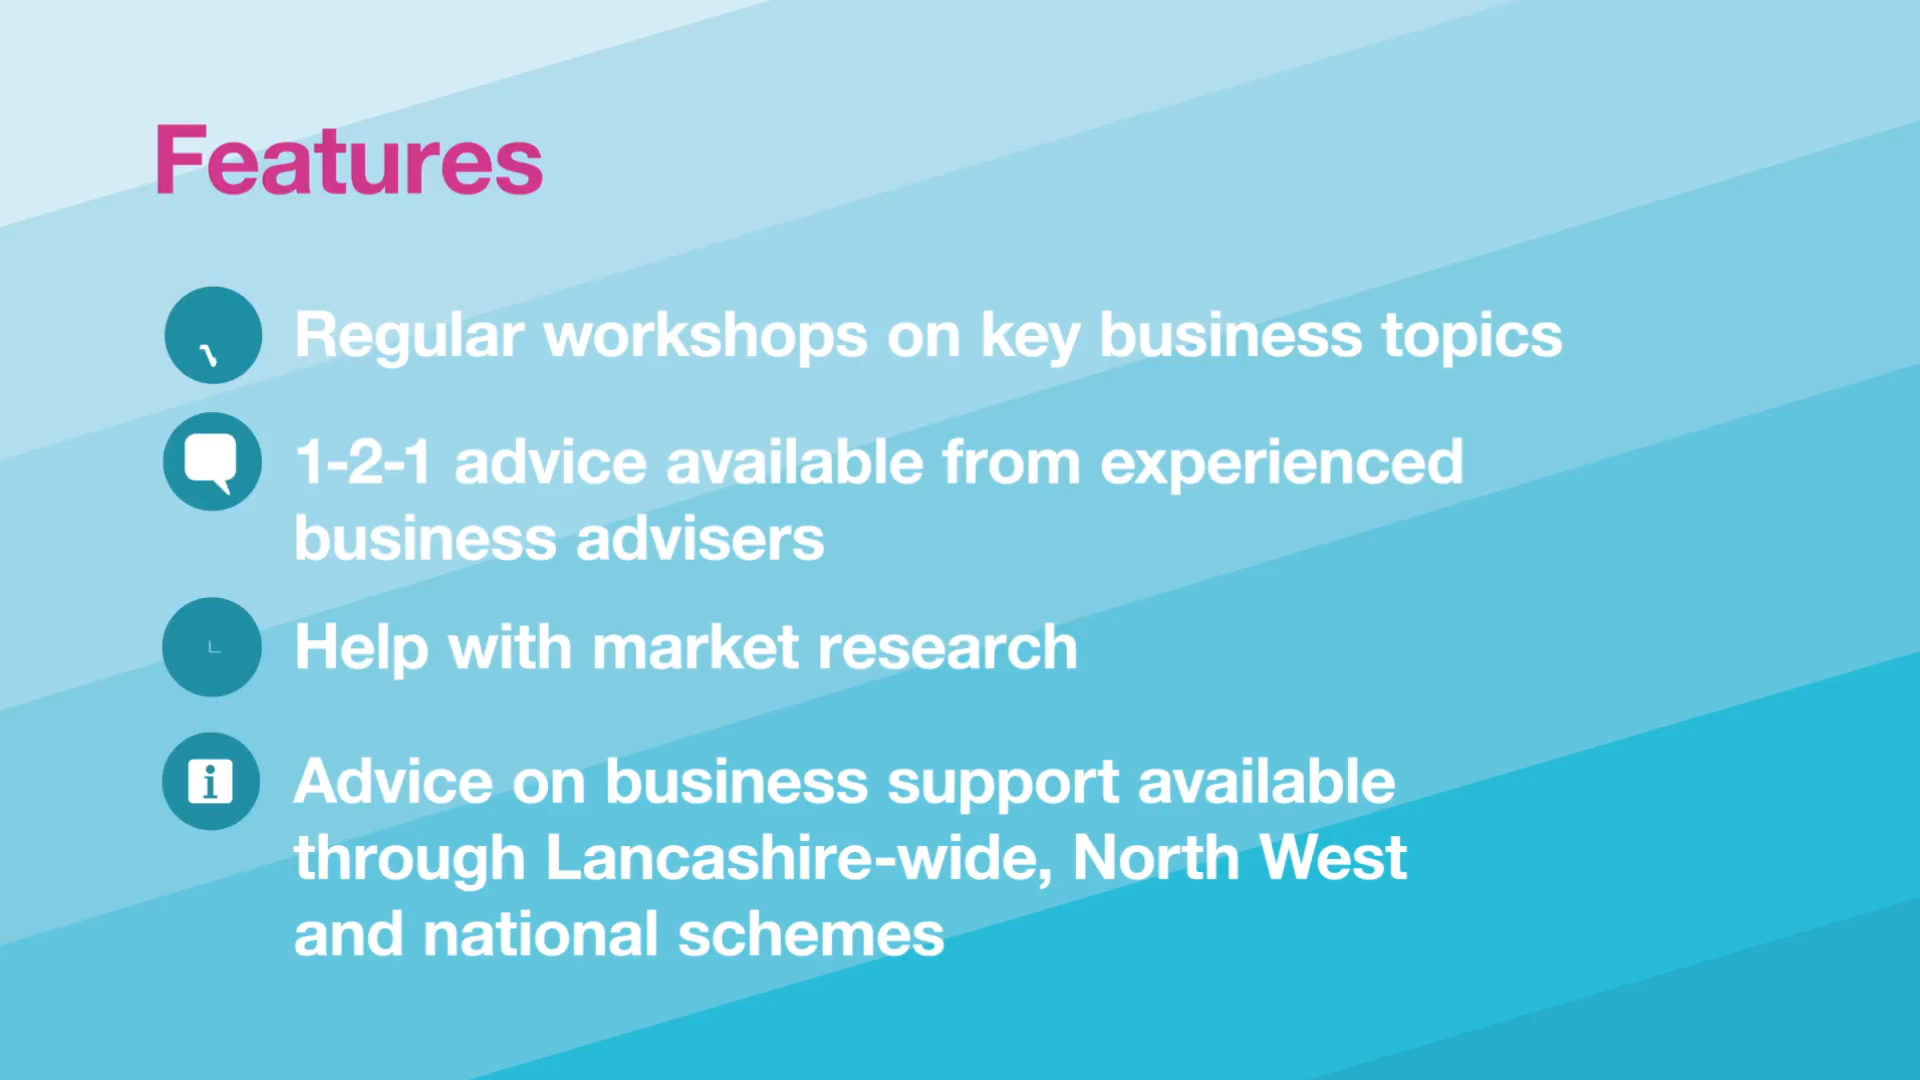 Features
Regular workshops on key business topics
1-2-1 advice available from experienced
business advisers
Help with market research
i
Advice on business support available
through Lancashire-wide, North West
and national schemes